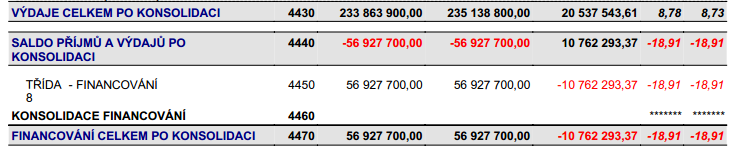 VÝDAJE CELKEM PO KONSOLIDACI 4430 233 863 900,00 235 138 800,00 20 537 543,61 8,78 8,73
SALDO PŘÍJMŮ A VÝDAJŮ PO 4440 -56 927 700,00 -56 927 700,00 10 762 293,37 -18,91 -18,91
KONSOLIDACI
TŘÍDA - FINANCOVÁNÍ 4450 56 927 700,00 56 927 700,00 -10 762 293,37 -18,91 -18,91
8
KONSOLIDACE FINANCOVÁNÍ 4460 ******* *******
FINANCOVÁNÍ CELKEM PO KONSOLIDACI 4470 56 927 700,00 56 927 700,00 -10 762 293,37 -18,91 -18,91